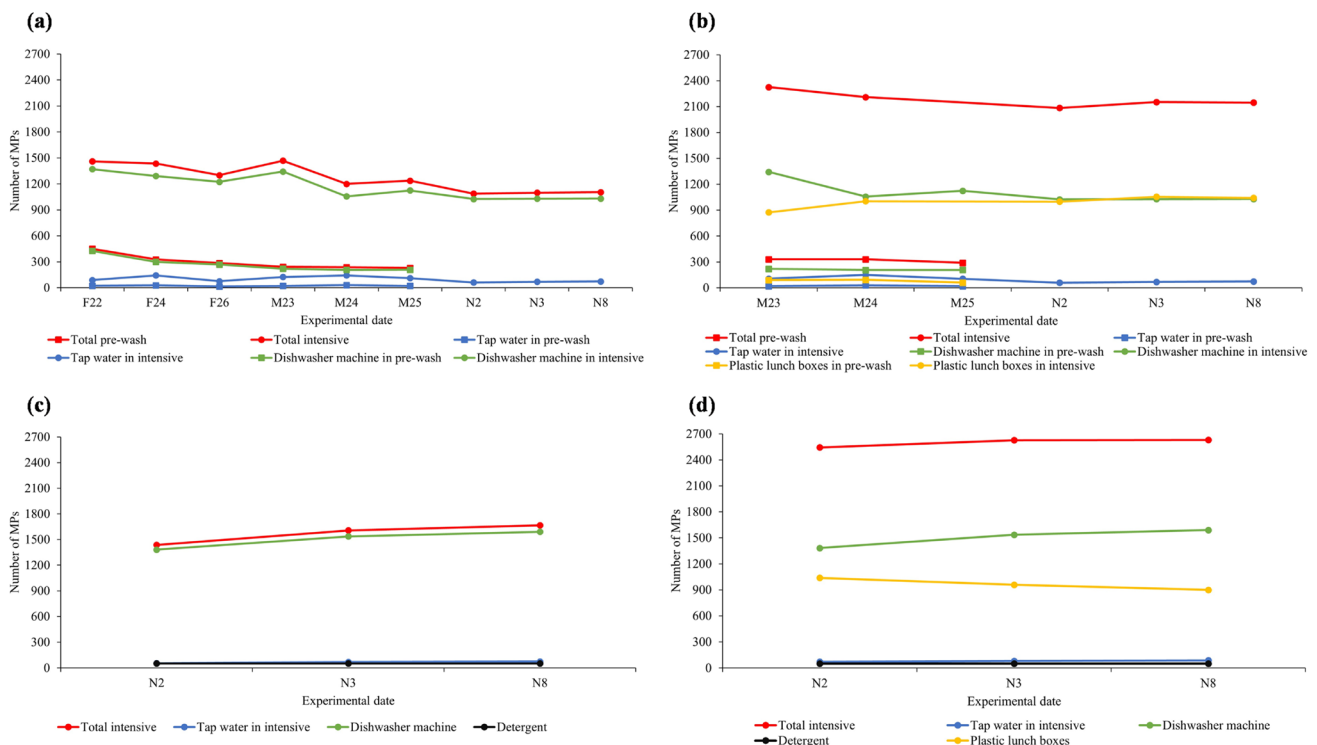 (a)
2700
2400
2100
1800
1500
1200
900
600
300
0
Number of MPs
F22 F24 F26 M23 M24 M25 N2 N3 N8
Experimental date
Total pre-wash Total intensive Tap water in pre-wash
Tap water in intensive Dishwasher machine in pre-wash Dishwasher machine in intensive
(b)
2700
2400
2100
1800
1500
1200
900
600
300
0
Number of MPs
M23 M24 M25 N2 N3 N8
Experimental date
Total pre-wash Total intensive Tap water in pre-wash
Tap water in intensive Dishwasher machine in pre-wash Dishwasher machine in intensive
Plastic lunch boxes in pre-wash Plastic lunch boxes in intensive
(c)
2700
2400
2100
1800
1500
1200
900
600
300
0
Number of MPs
N2 N3 N8
Experimental date
Total intensive Tap water in intensive Dishwasher machine Detergent
(d)
2700
2400
2100
1800
1500
1200
900
600
300
0
Number of MPs
N2 N3 N8
Experimental date
Total intensive Tap water in intensive Dishwasher machine
Detergent Plastic lunch boxes